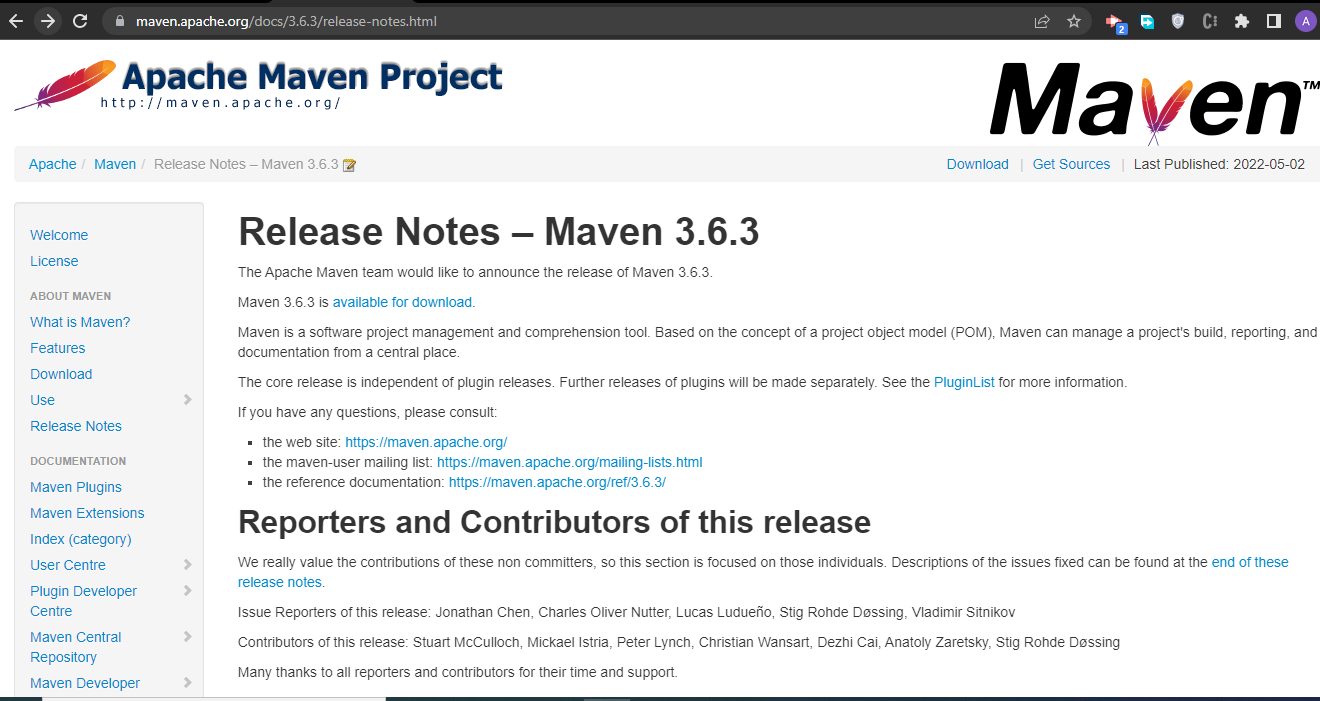 maven.apache.org/docs/3.6.3/release-notes.html
2
A
Apache Maven Project
http://maven.apache.org/
Maven™
Apache / Maven / Release Notes – Maven 3.6.3
Download | Get Sources | Last Published: 2022-05-02
Welcome
License
ABOUT MAVEN
What is Maven?
Features
Download
Use
Release Notes
DOCUMENTATION
Maven Plugins
Maven Extensions
Index (category)
User Centre
Plugin Developer
Centre
Maven Central
Repository
Maven Developer
Release Notes – Maven 3.6.3
The Apache Maven team would like to announce the release of Maven 3.6.3.
Maven 3.6.3 is available for download.
Maven is a software project management and comprehension tool. Based on the concept of a project object model (POM), Maven can manage a project's build, reporting, and
documentation from a central place.
The core release is independent of plugin releases. Further releases of plugins will be made separately. See the PluginList for more information.
If you have any questions, please consult:
▪ the web site: https://maven.apache.org/
▪ the maven-user mailing list: https://maven.apache.org/mailing-lists.html
▪ the reference documentation: https://maven.apache.org/ref/3.6.3/
Reporters and Contributors of this release
We really value the contributions of these non committers, so this section is focused on those individuals. Descriptions of the issues fixed can be found at the end of these
release notes.
Issue Reporters of this release: Jonathan Chen, Charles Oliver Nutter, Lucas Ludueño, Stig Rohde Døssing, Vladimir Sitnikov
Contributors of this release: Stuart McCulloch, Mickael Istria, Peter Lynch, Christian Wansart, Dezhi Cai, Anatoly Zaretsky, Stig Rohde Døssing
Many thanks to all reporters and contributors for their time and support.